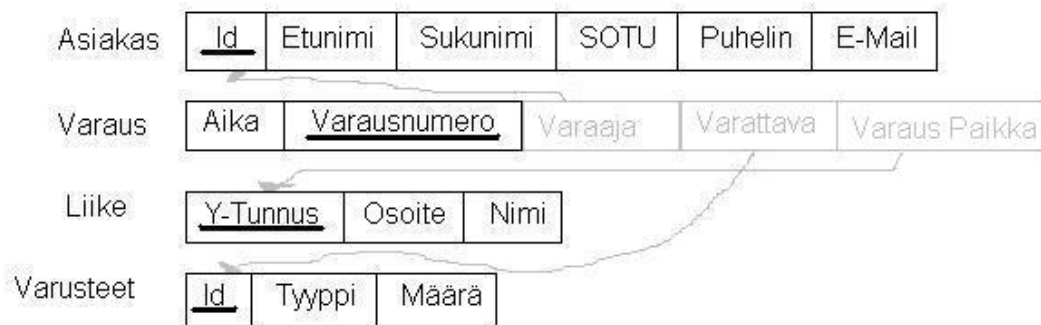 Asiakas Id Etunimi Sukunimi SOTU Puhelin E-Mail
Varaus Aika Varausnumero Varaaja Varattava Varaus Paikka
Liike Y-Tunnus Osoite Nimi
Varusteet Id Tyyppi Määrä